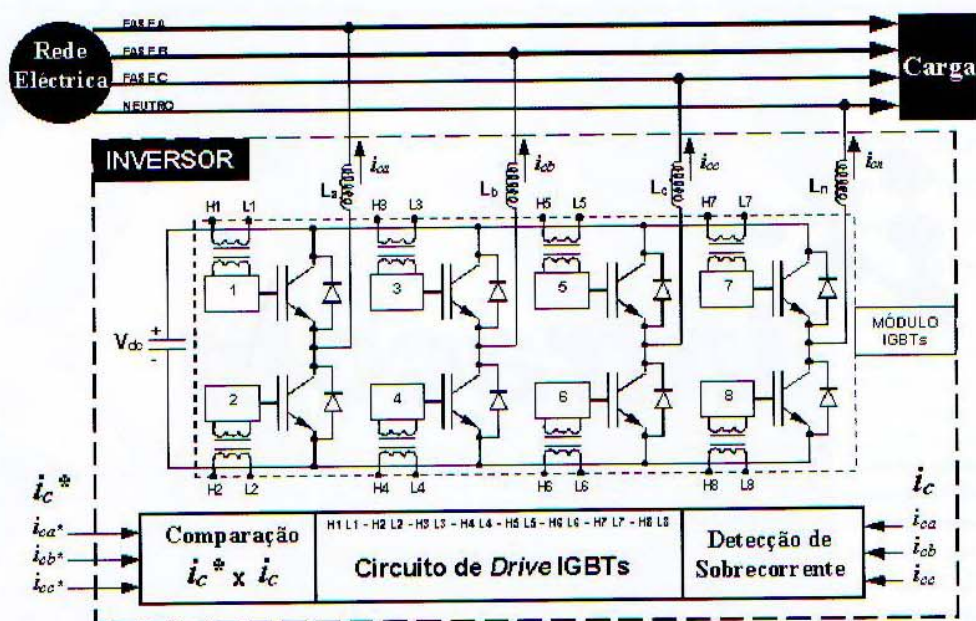 FASE A
FASE B
FASE C
NEUTRO
Rede
Eléctrica
Carga
INVERSOR
La
ica
Lb
icb
Lc
icc
Ln
icn
H1 L1
H3 L3
H5 L5
H7 L7
1
3
5
7
Vdc
+
-
MÓDULO
IGBTs
2
4
6
8
H2 L2
H4 L4
H6 L6
H8 L8
ic*
ica*
icb*
icc*
Comparação
ic* x ic
H1 L1 - H2 L2 - H3 L3 - H4 L4 - H5 L5 - H6 L6 - H7 L7 - H8 L8
Circuito de Drive IGBTs
Detecção de
Sobrecorrente
ic
ica
icb
icc